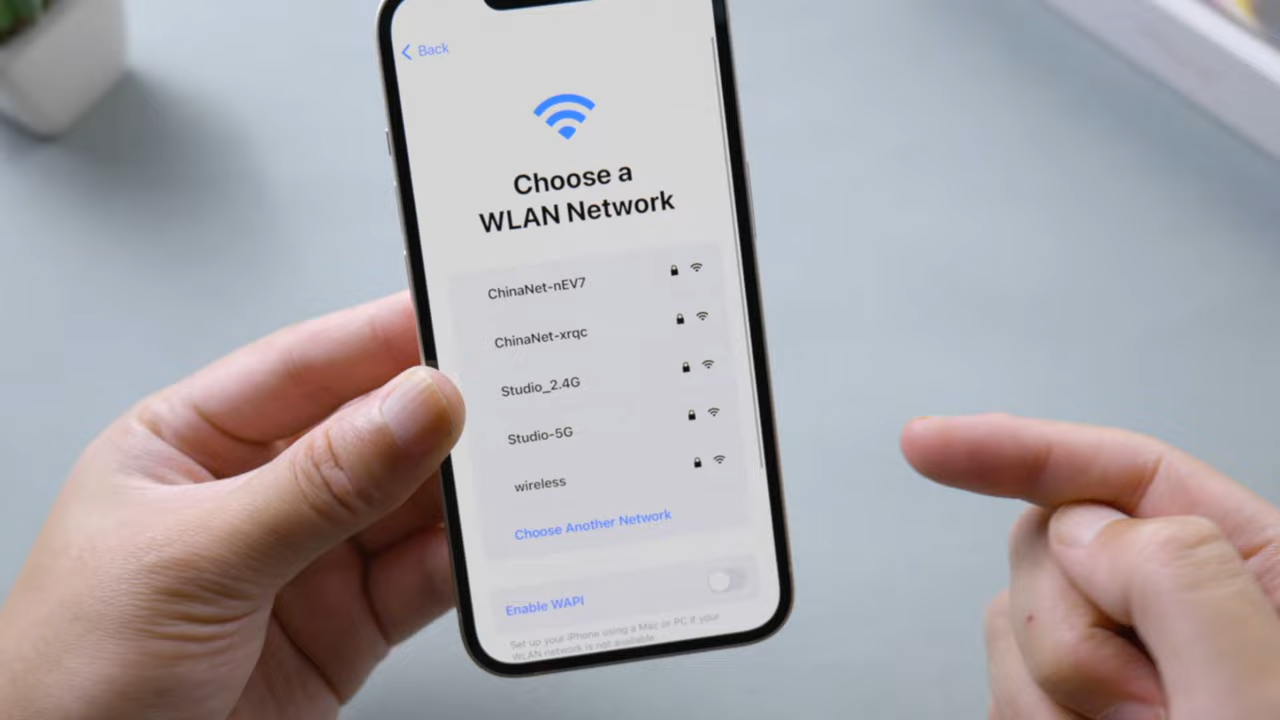 Back
Choose a
WLAN Network
ChinaNet-nEV7
ChinaNet-xrqc
Studio_2.4G
Studio-5G
wireless
Choose Another Network
Enable WAPI
Set up your iPhone using a Mac or PC if your
WLAN network is not available.